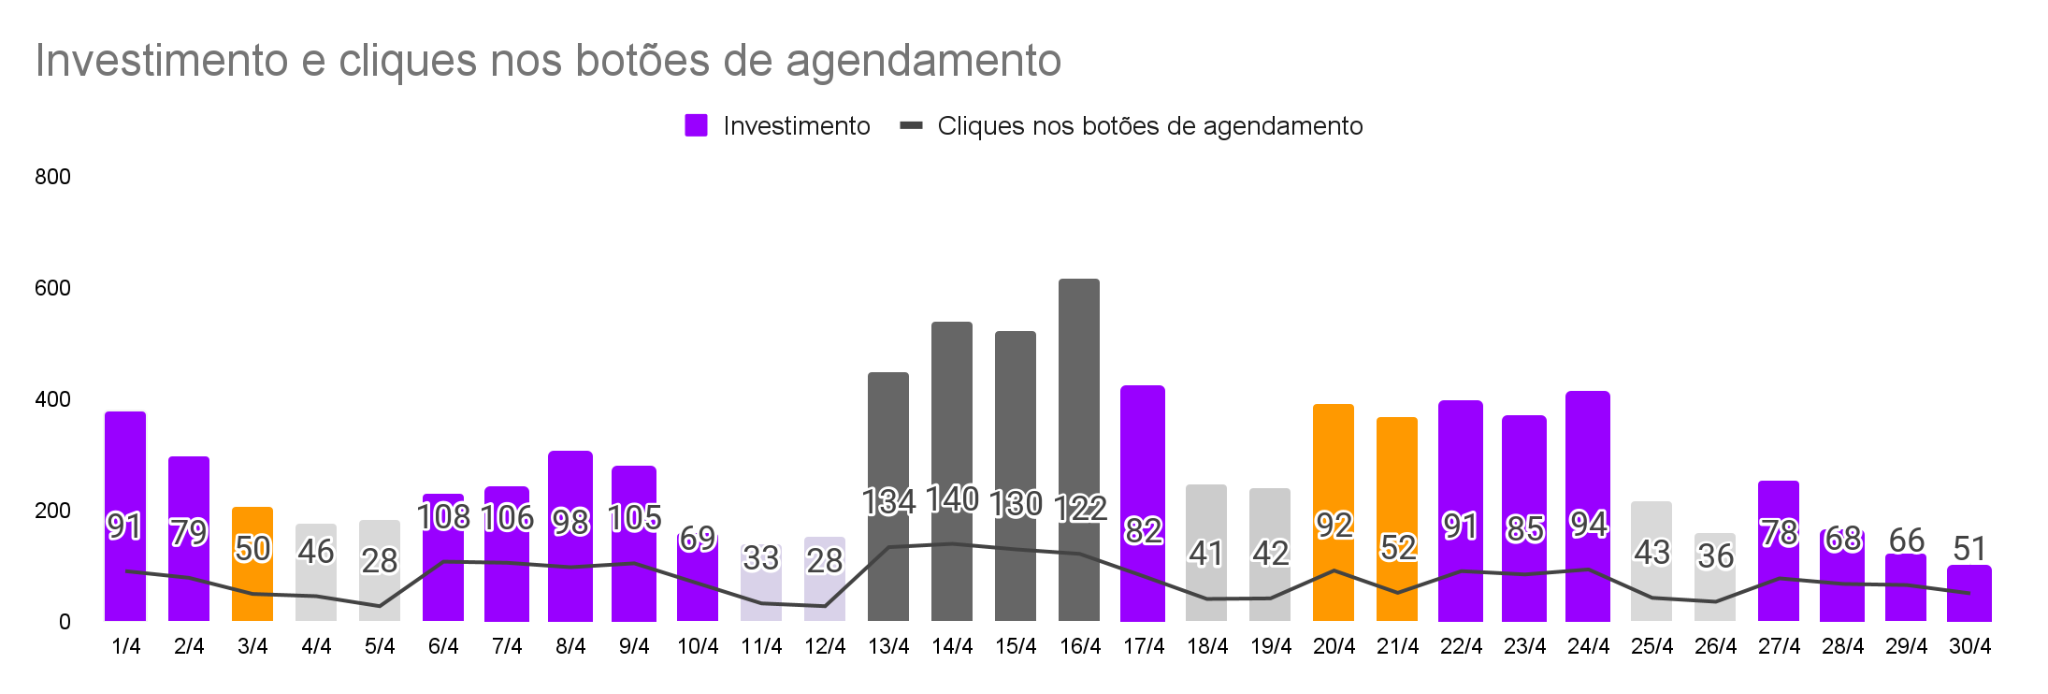 Investimento e cliques nos botões de agendamento
Investimento Cliques nos botões de agendamento
800
600
400
200
0
91 79 50 46 28 108 106 98 105 69 33 28 134 140 130 122 82 41 42 92 52 91 85 94 43 36 78 68 66 51
1/4 2/4 3/4 4/4 5/4 6/4 7/4 8/4 9/4 10/4 11/4 12/4 13/4 14/4 15/4 16/4 17/4 18/4 19/4 20/4 21/4 22/4 23/4 24/4 25/4 26/4 27/4 28/4 29/4 30/4